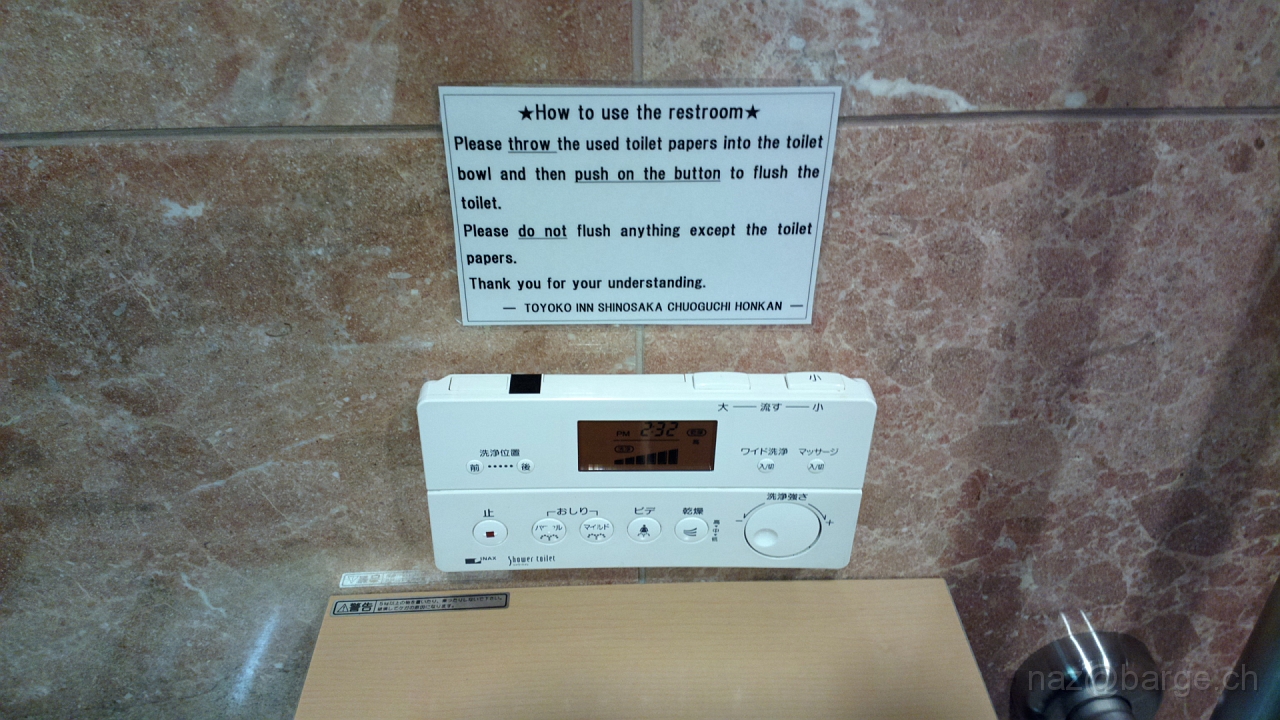 ★How to use the restroom★
Please throw the used toilet papers into the toilet
bowl and then push on the button to flush the
toilet.
Please do not flush anything except the toilet
papers.
Thank you for your understanding.
— TOYOKO INN SHINOSAKA CHUOGUCHI HONKAN —
小
大 — 流す — 小
PM 2:32
洗浄位置
前 ••••• 後
ワイド洗浄 マッサージ
入/切 入/切
洗浄強さ
− +
止 おしり ビデ 乾燥
マイルド
INAX Shower toilet
警告
nazi@barge.ch